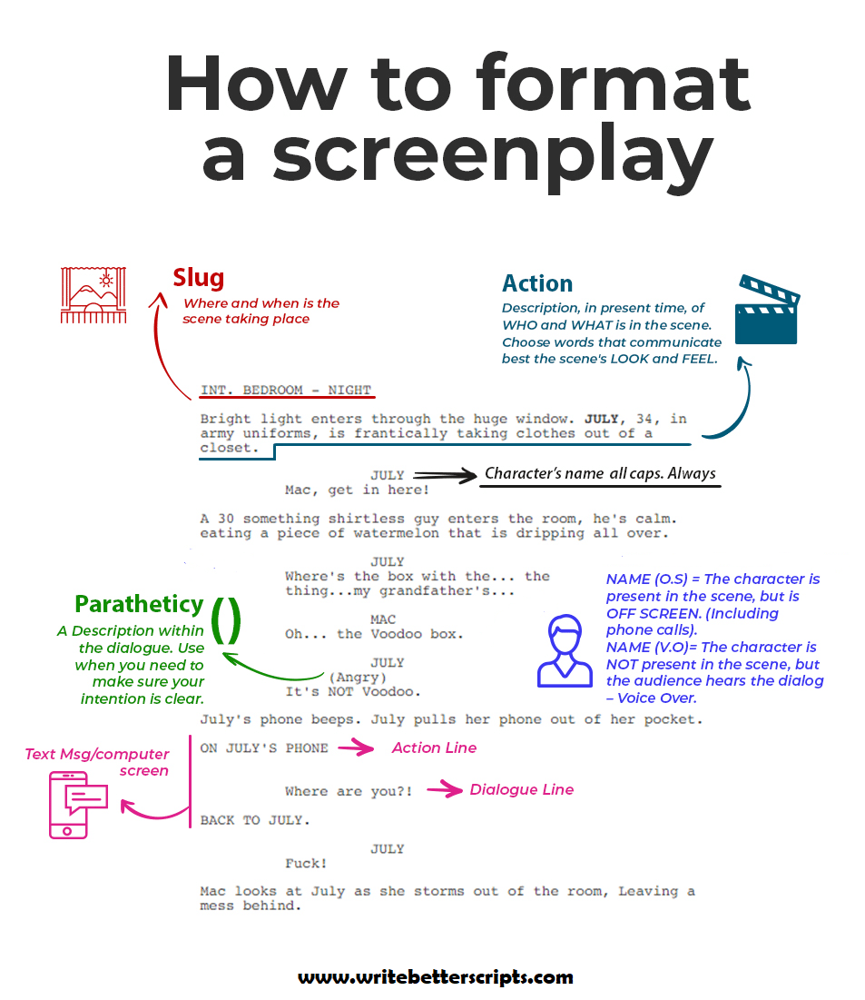 How to format
a screenplay
Slug
Where and when is the
scene taking place
Action
Description, in present time, of
WHO and WHAT is in the scene.
Choose words that communicate
best the scene's LOOK and FEEL.
INT. BEDROOM - NIGHT
Bright light enters through the huge window. JULY, 34, in
army uniforms, is frantically taking clothes out of a
closet.
JULY
Character's name all caps. Always
Mac, get in here!
A 30 something shirtless guy enters the room, he's calm.
eating a piece of watermelon that is dripping all over.
JULY
Where's the box with the... the
thing...my grandfather's...
NAME (O.S) = The character is
present in the scene, but is
OFF SCREEN. (Including
phone calls).
NAME (V.O)= The character is
NOT present in the scene, but
the audience hears the dialog
– Voice Over.
Paratheticy
()
A Description within
the dialogue. Use
when you need to
make sure your
intention is clear.
MAC
Oh... the Voodoo box.
JULY
(Angry)
It's NOT Voodoo.
July's phone beeps. July pulls her phone out of her pocket.
ON JULY'S PHONE
Action Line
Text Msg/computer
screen
Where are you?!
Dialogue Line
BACK TO JULY.
JULY
Fuck!
Mac looks at July as she storms out of the room, Leaving a
mess behind.
www.writebetterscripts.com